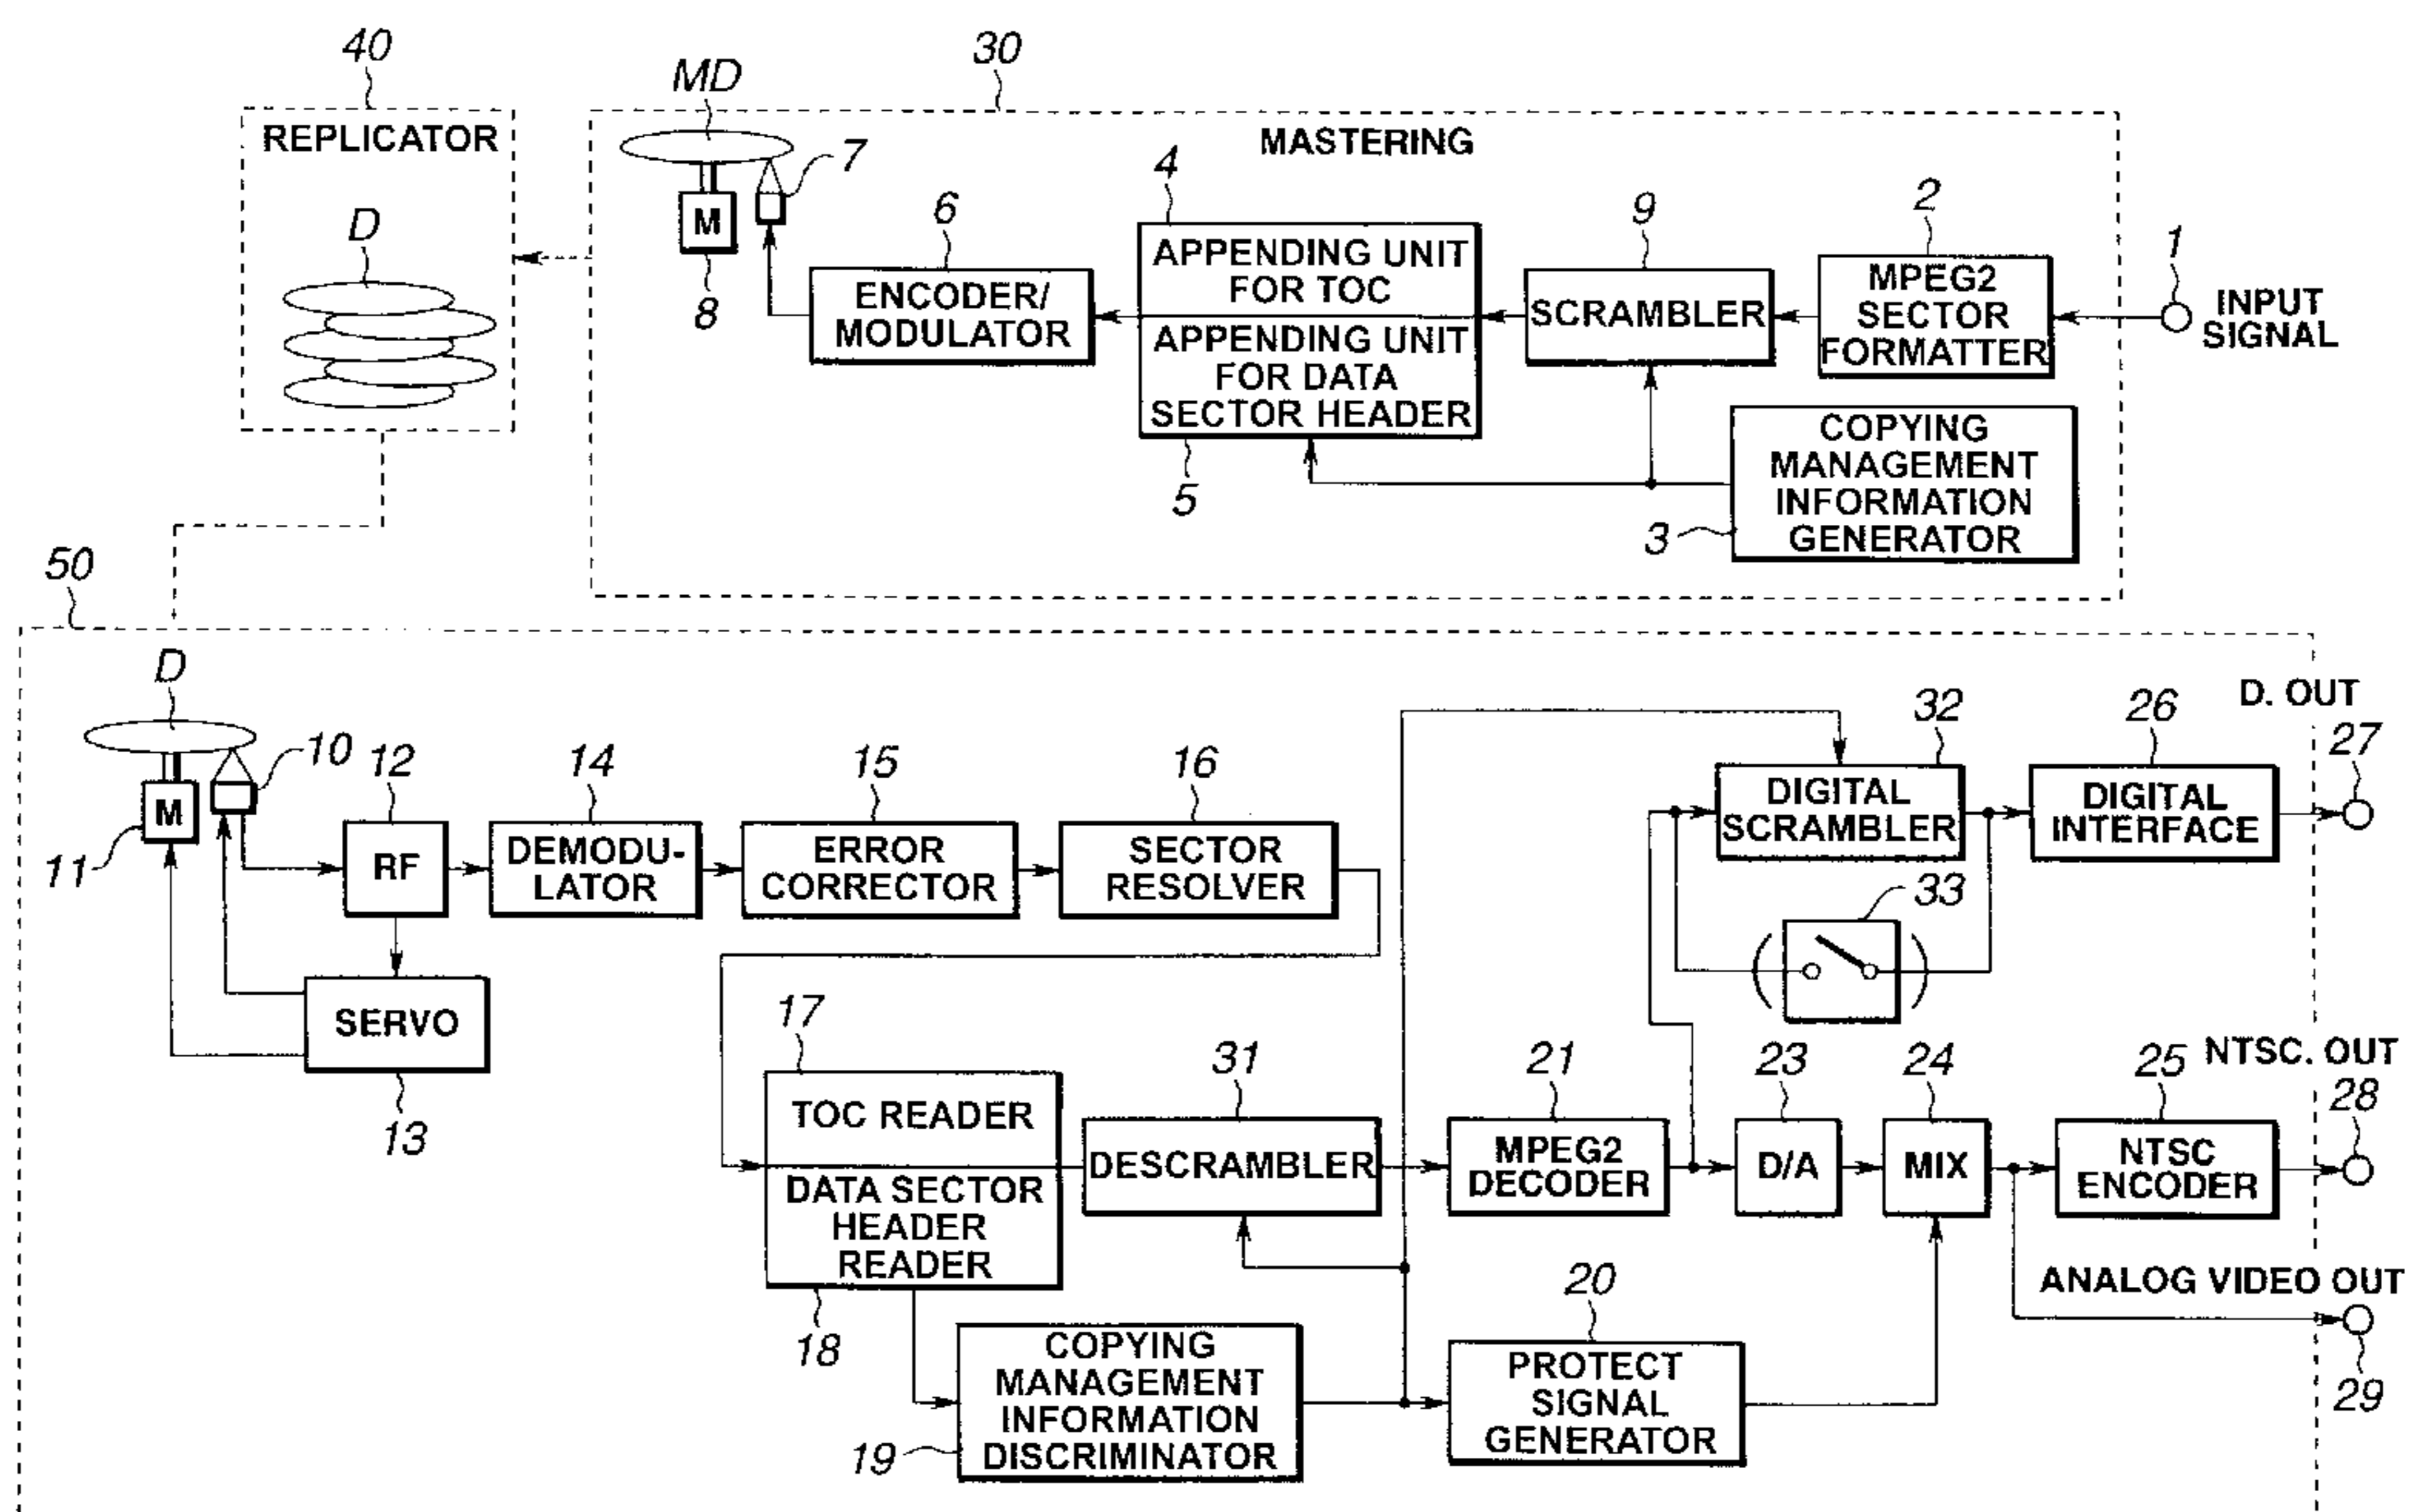 40
30
MD
REPLICATOR
MASTERING
7
4
6
9
2
1
D
M
8
APPENDING UNIT
FOR TOC
APPENDING UNIT
FOR DATA
SECTOR HEADER
5
ENCODER/
MODULATOR
SCRAMBLER
MPEG2
SECTOR
FORMATTER
INPUT
SIGNAL
COPYING
MANAGEMENT
INFORMATION
GENERATOR
3
50
D
10
12
14
15
16
32
26
D. OUT
27
M
11
RF
DEMODU-
LATOR
ERROR
CORRECTOR
SECTOR
RESOLVER
DIGITAL
SCRAMBLER
DIGITAL
INTERFACE
33
SERVO
13
17
31
21
23
24
25
NTSC. OUT
28
TOC READER
DATA SECTOR
HEADER
READER
18
DESCRAMBLER
MPEG2
DECODER
D/A
MIX
NTSC
ENCODER
20
ANALOG VIDEO OUT
29
COPYING
MANAGEMENT
INFORMATION
DISCRIMINATOR
19
PROTECT
SIGNAL
GENERATOR